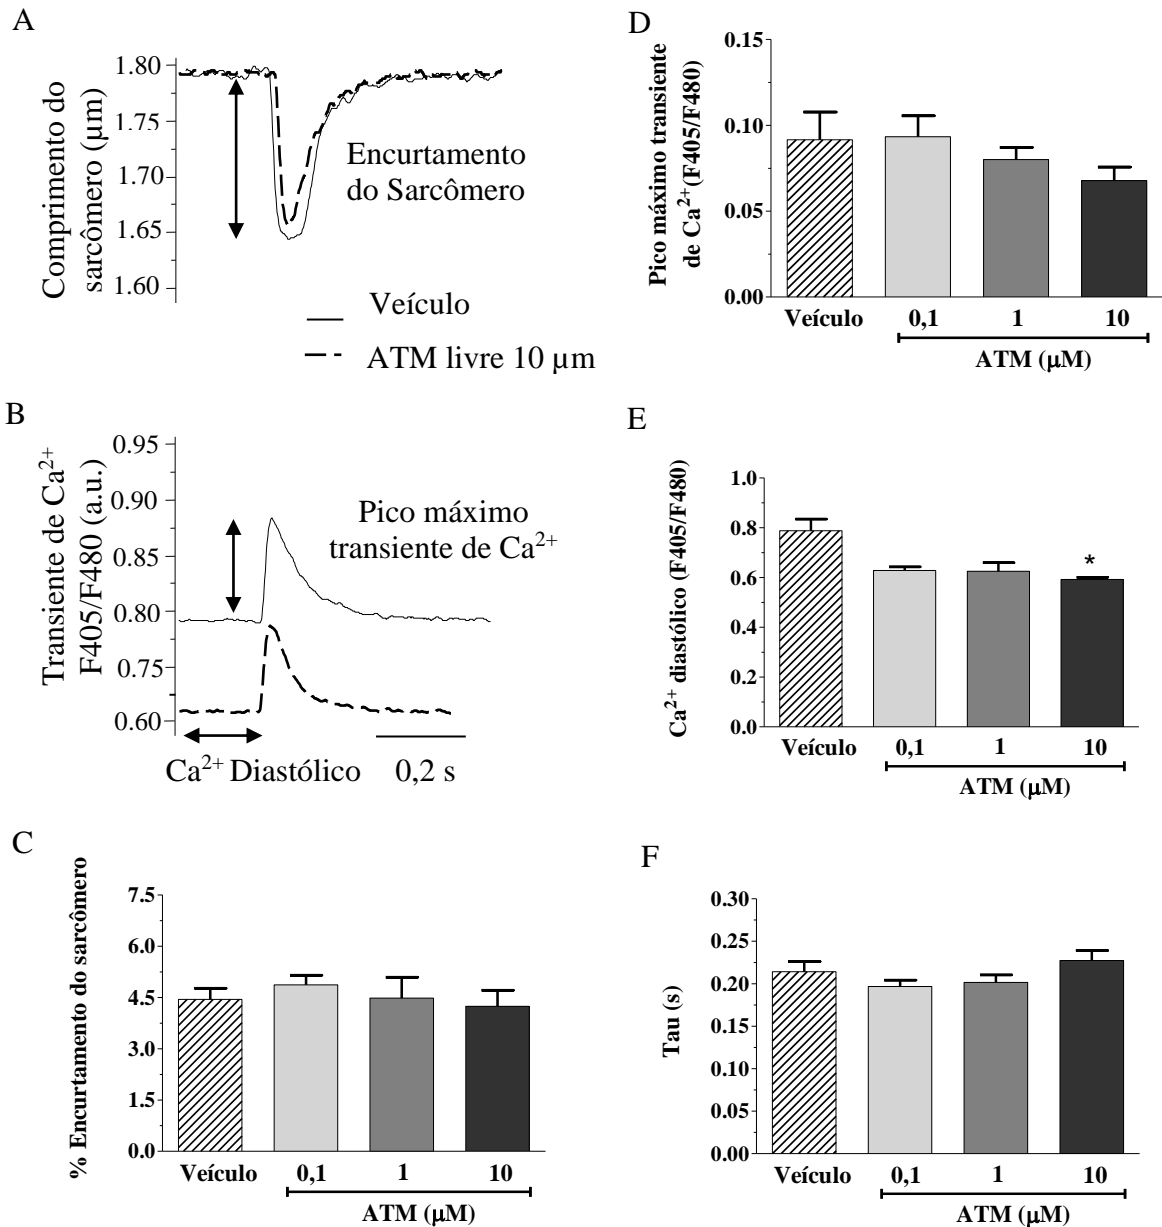 A
Comprimento do
sarcômero (µm)
1.80
1.75
1.70
1.65
1.60
Encurtamento
do Sarcômero
Veículo
ATM livre 10 µm
B
Transiente de Ca²⁺
F405/F480 (a.u.)
0.95
0.90
0.85
0.80
0.75
0.60
Pico máximo
transiente de Ca²⁺
Ca²⁺ Diastólico
0,2 s
C
% Encurtamento do sarcômero
7.5
6.0
4.5
3.0
1.5
0.0
Veículo
0,1
1
10
ATM (µM)
D
Pico máximo transiente
de Ca²⁺(F405/F480)
0.15
0.10
0.05
0.00
Veículo
0,1
1
10
ATM (µM)
E
Ca²⁺ diastólico (F405/F480)
1.0
0.8
0.6
0.4
0.2
0.0
*
Veículo
0,1
1
10
ATM (µM)
F
Tau (s)
0.30
0.25
0.20
0.15
0.10
0.05
0.00
Veículo
0,1
1
10
ATM (µM)